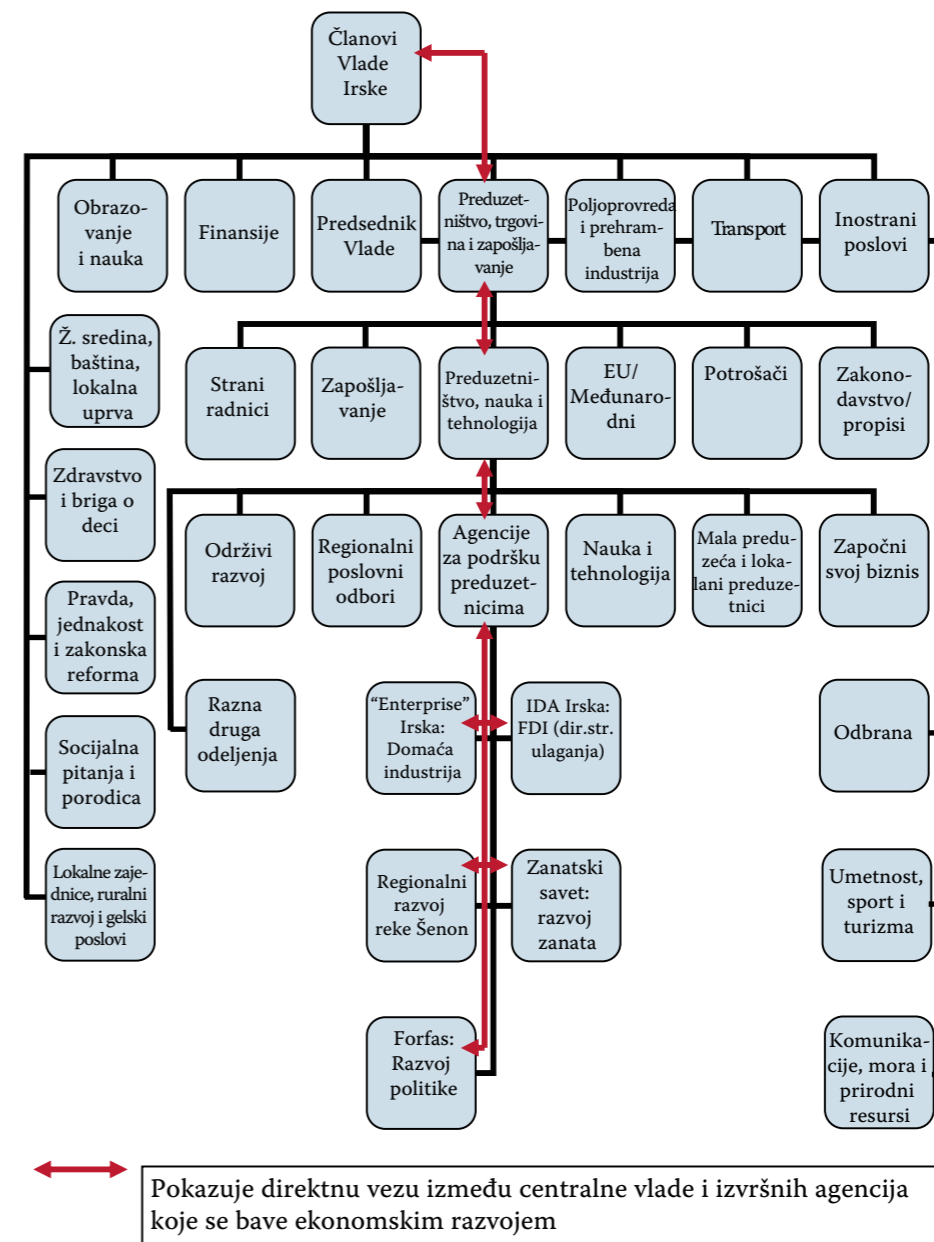 Članovi
Vlade
Irske
Obrazo-
vanje
i nauka
Finansije
Predsednik
Vlade
Preduzet-
ništvo, trgov-
ina i zapošlja-
vanje
Poljoprovreda
i prehram-
bena
industrija
Transport
Inostrani
poslovi
Ž. sredina,
baština,
lokalna
uprva
Strani
radnici
Zapošlja-
vanje
Preduzetni-
štvo, nauka i
tehnologija
EU/
Međunaro-
dni
Potrošači
Zakono-
davstvo/
propisi
Zdravstvo
i briga o
deci
Održivi
razvoj
Regionalni
poslovni
odbori
Agencije
za podršku
preduzet-
nicima
Nauka i
tehnologija
Mala predu-
zeća i lok-
alani preduze-
tnici
Započni
svoj biznis
Pravda,
jednakost
i zakonska
reforma
Razna
druga
odeljenja
“Enterprise”
Irska:
Domaća
industrija
IDA Irska:
FDI (dir.str.
ulaganja)
Odbrana
Socijalna
pitanja i
porodica
Lokalne zaje-
dnice, ruralni
razvoj i gelski
poslovi
Regionalni
razvoj
reke Šenon
Zanatski
savet:
razvoj
zanata
Umetnost,
sport i
turizma
Forfas:
Razvoj
politike
Komunika-
cije, mora i
prirodni
resursi
Pokazuje direktnu vezu između centralne vlade i izvršnih agencija
koje se bave ekonomskim razvojem